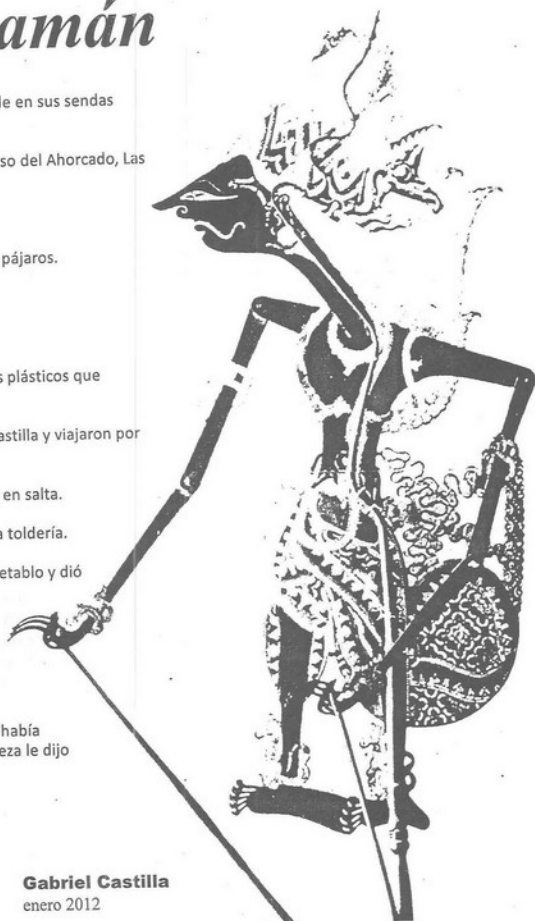 amán
le en sus sendas
so del Ahorcado, Las
pájaros.
s plásticos que
astilla y viajaron por
en salta.
a toldería.
etablo y dió
había
eza le dijo
Gabriel Castilla
enero 2012